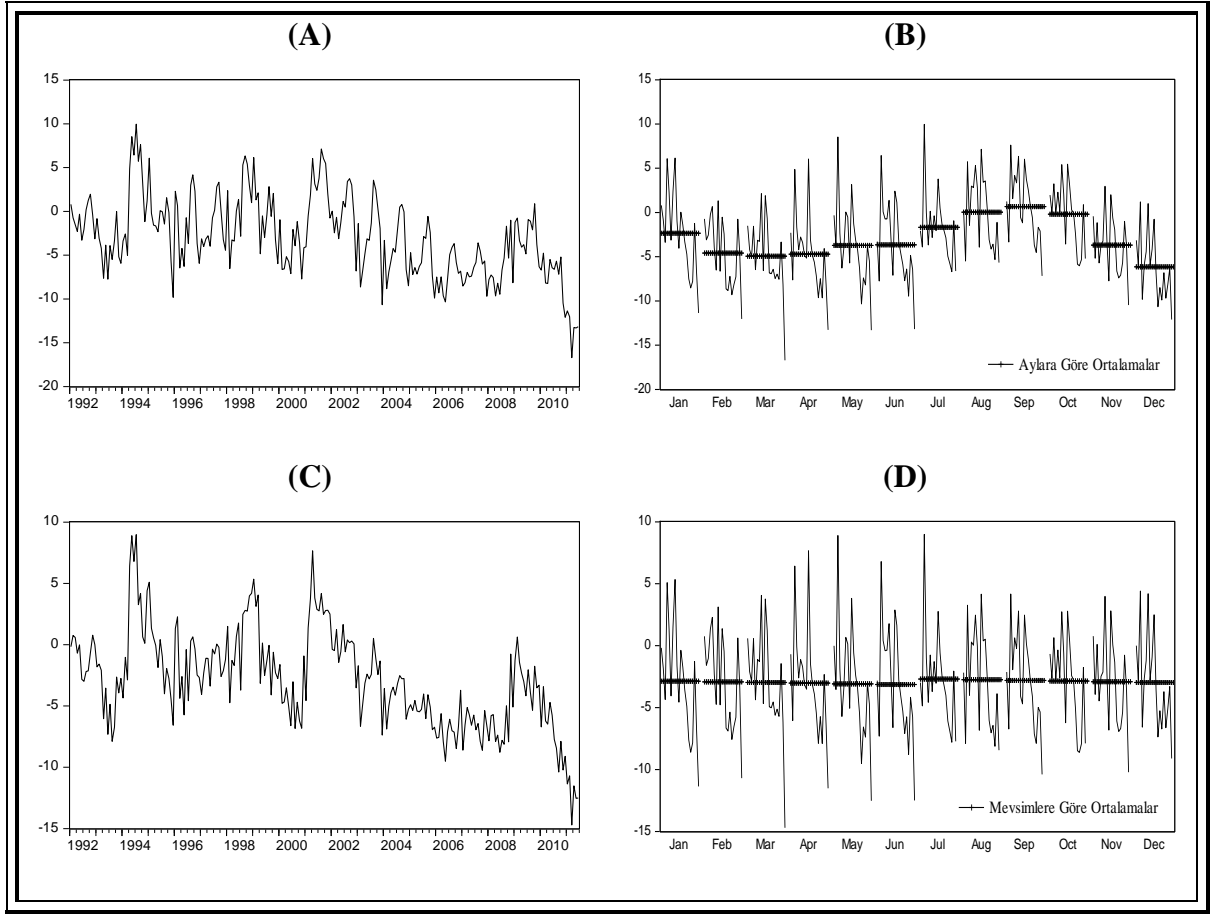 (A)
15
10
5
0
-5
-10
-15
-20
1992 1994 1996 1998 2000 2002 2004 2006 2008 2010
(B)
15
10
5
0
-5
-10
-15
-20
Aylara Göre Ortalamalar
Jan Feb Mar Apr May Jun Jul Aug Sep Oct Nov Dec
(C)
10
5
0
-5
-10
-15
1992 1994 1996 1998 2000 2002 2004 2006 2008 2010
(D)
10
5
0
-5
-10
-15
Mevsimlere Göre Ortalamalar
Jan Feb Mar Apr May Jun Jul Aug Sep Oct Nov Dec